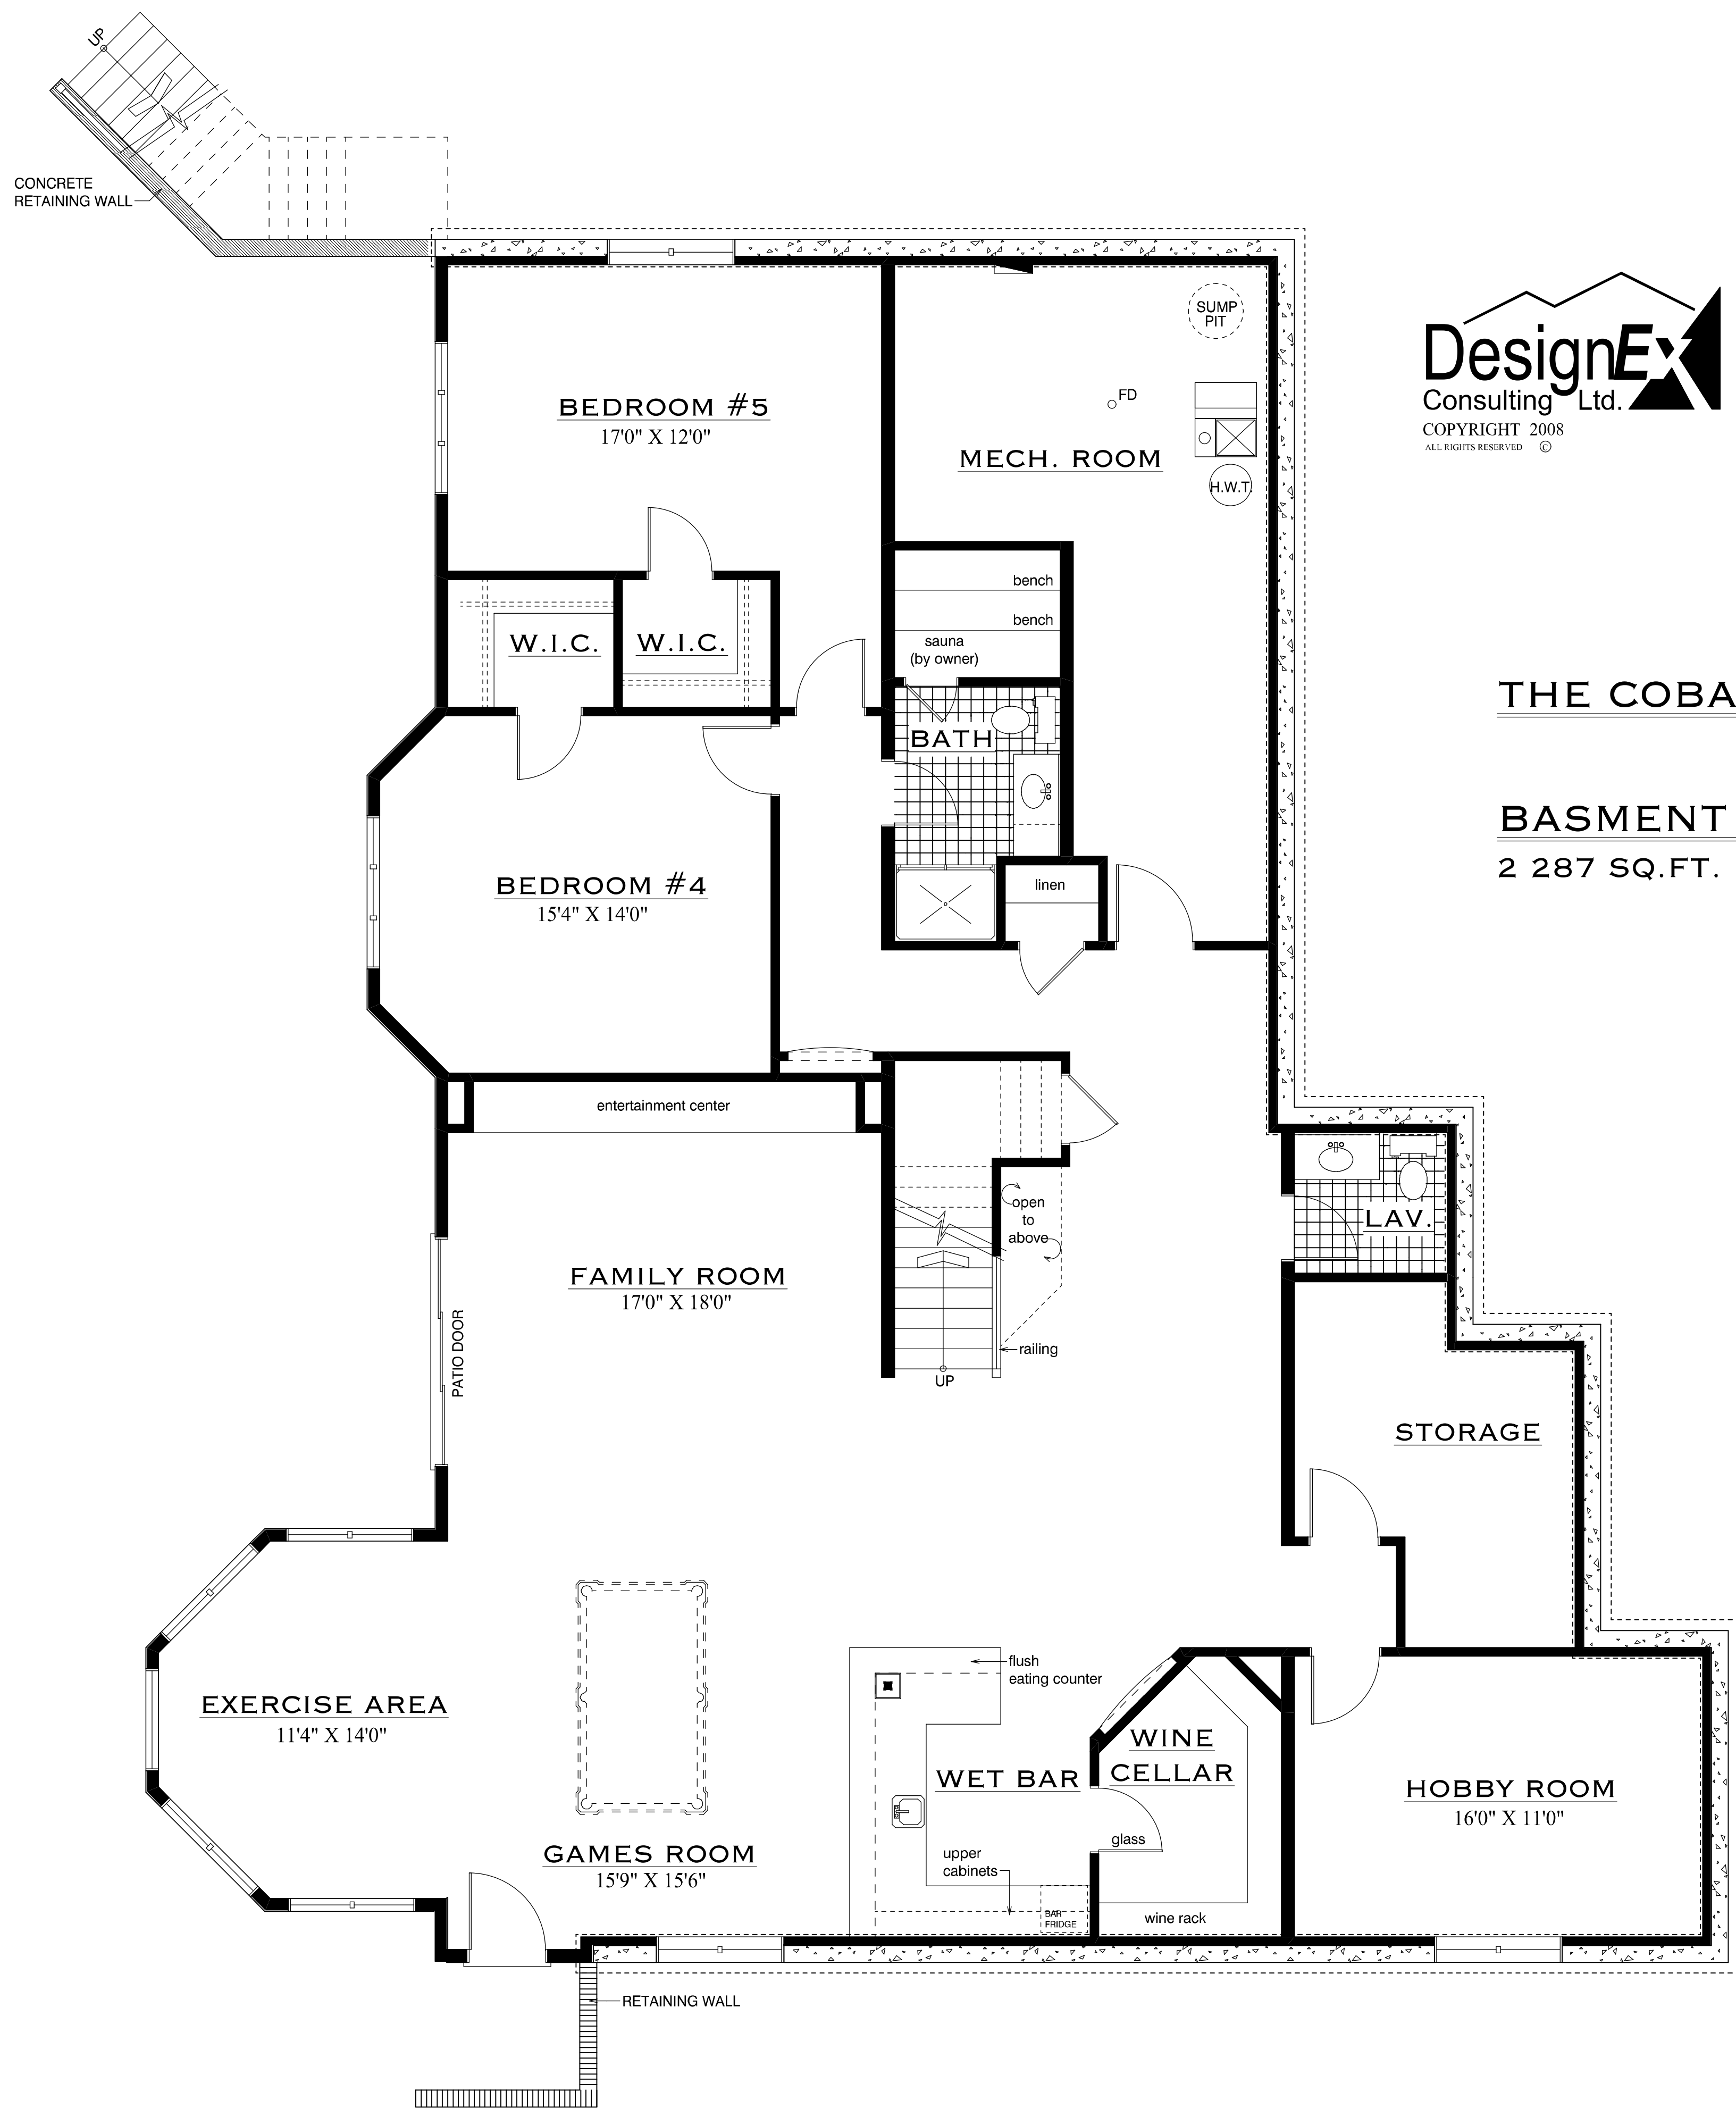 UP
CONCRETE
RETAINING WALL
SUMP
PIT
FD
H.W.T.
MECH. ROOM
BEDROOM #5
17'0" X 12'0"
DesignEx
Consulting Ltd.
COPYRIGHT 2008
ALL RIGHTS RESERVED ©
bench
bench
sauna
(by owner)
W.I.C.
W.I.C.
BATH
THE COBA
BASMENT
2 287 SQ.FT.
BEDROOM #4
15'4" X 14'0"
linen
entertainment center
open
to
above
LAV.
FAMILY ROOM
17'0" X 18'0"
PATIO DOOR
railing
UP
STORAGE
flush
eating counter
EXERCISE AREA
11'4" X 14'0"
WINE
CELLAR
WET BAR
HOBBY ROOM
16'0" X 11'0"
glass
GAMES ROOM
15'9" X 15'6"
upper
cabinets
BAR
FRIDGE
wine rack
RETAINING WALL